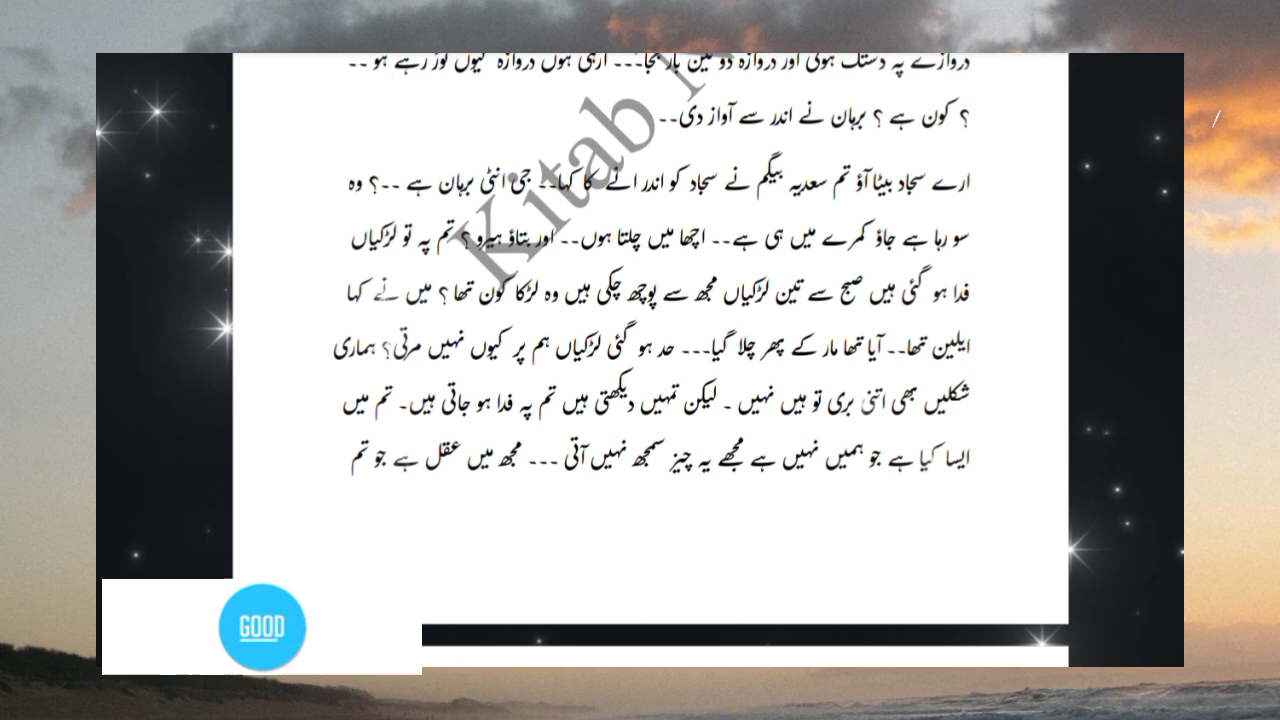 دروازے پہ دستک ہوئی اور دروازہ دو تین بار بجا۔۔۔ ارہی ہوں دروازہ کیوں توڑ رہے ہو ۔۔
؟ کون ہے ؟ برہان نے اندر سے آواز دی۔۔
ارے سجاد بیٹا آؤ تم سعدیہ بیگم نے سجاد کو اندر انے کا کہا۔۔ جی انٹی برہان ہے ۔۔؟ وہ
سو رہا ہے جاؤ کمرے میں ہی ہے۔۔ اچھا میں چلتا ہوں۔۔ اور بتاؤ ہیرو ؟ تم پہ تو لڑکیاں
فدا ہو گئی ہیں صبح سے تین لڑکیاں مجھ سے پوچھ چکی ہیں وہ لڑکا کون تھا ؟ میں نے کہا
ایلین تھا۔۔ آیا تھا مار کے پھر چلا گیا۔۔۔ حد ہو گئی لڑکیاں ہم پر کیوں نہیں مرتی؟ ہماری
شکلیں بھی اتنی بری تو ہیں نہیں ۔ لیکن تمہیں دیکھتی ہیں تم پہ فدا ہو جاتی ہیں۔ تم میں
ایسا کیا ہے جو ہمیں نہیں ہے مجھے یہ چیز سمجھ نہیں آتی ۔۔۔ مجھ میں عقل ہے جو تم
Kitab
GOOD
/